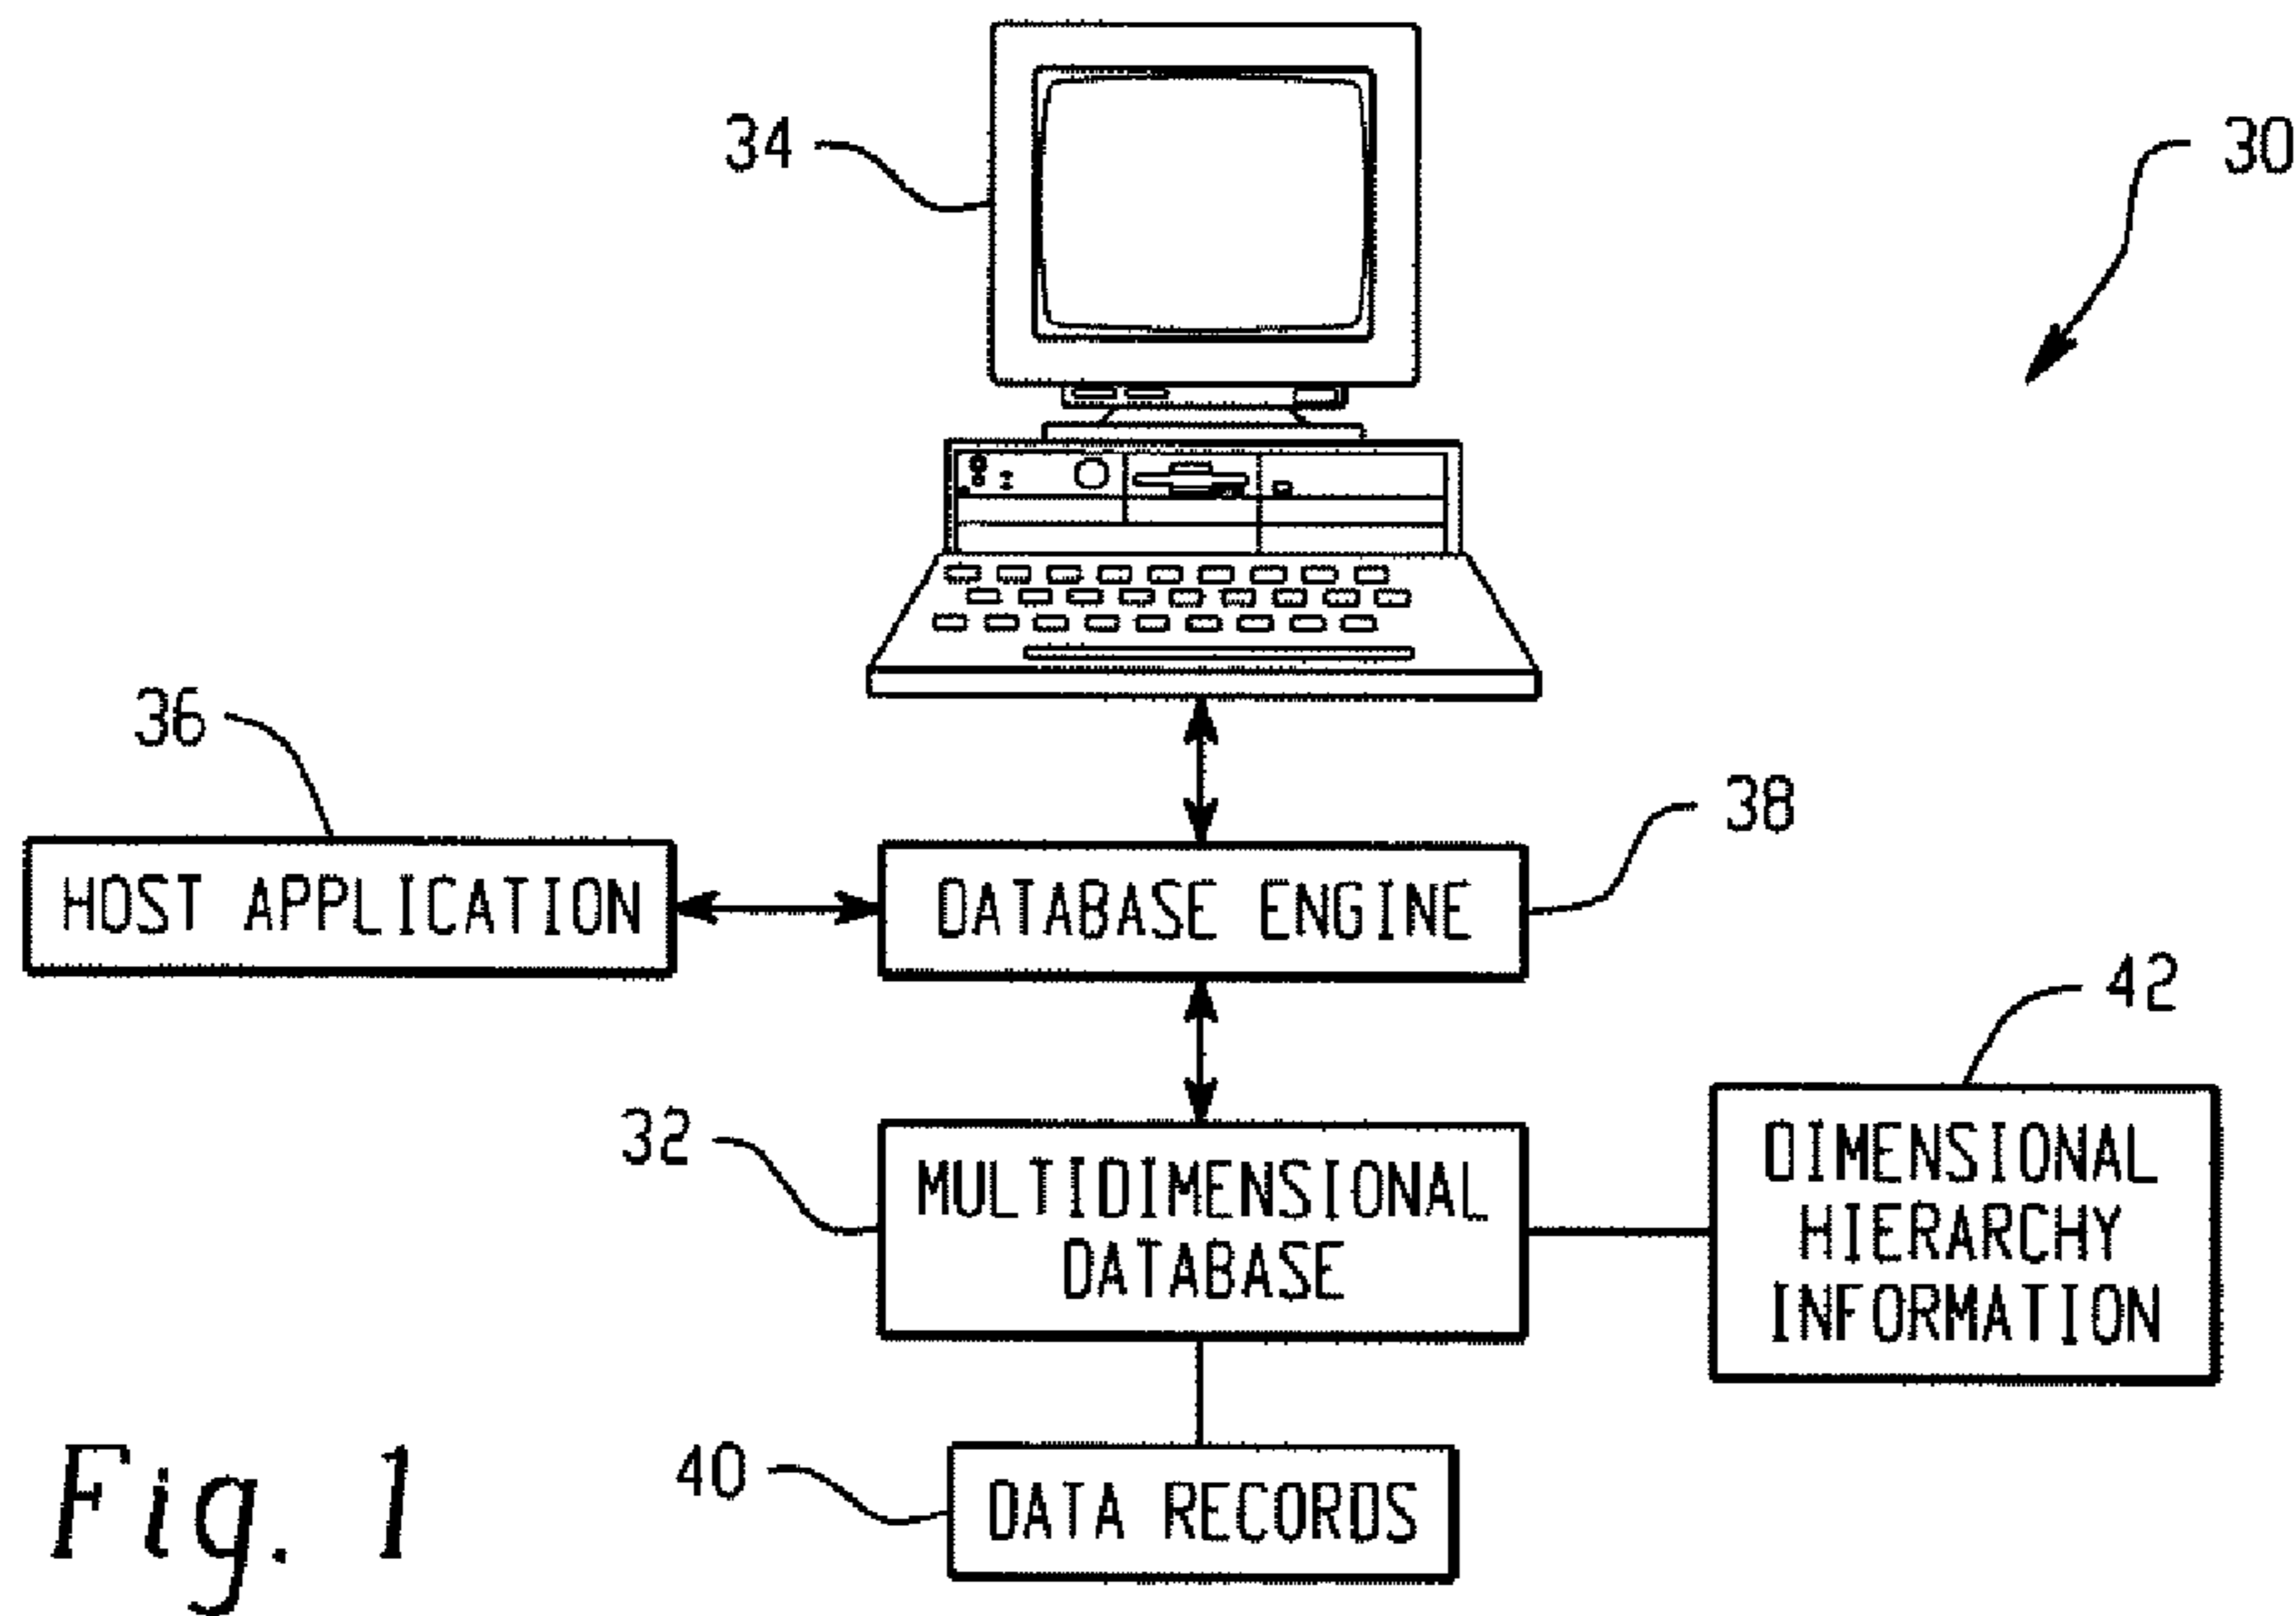 34
30
36
38
HOST APPLICATION
DATABASE ENGINE
42
32
MULTIDIMENSIONAL
DATABASE
DIMENSIONAL
HIERARCHY
INFORMATION
40
DATA RECORDS
Fig. 1